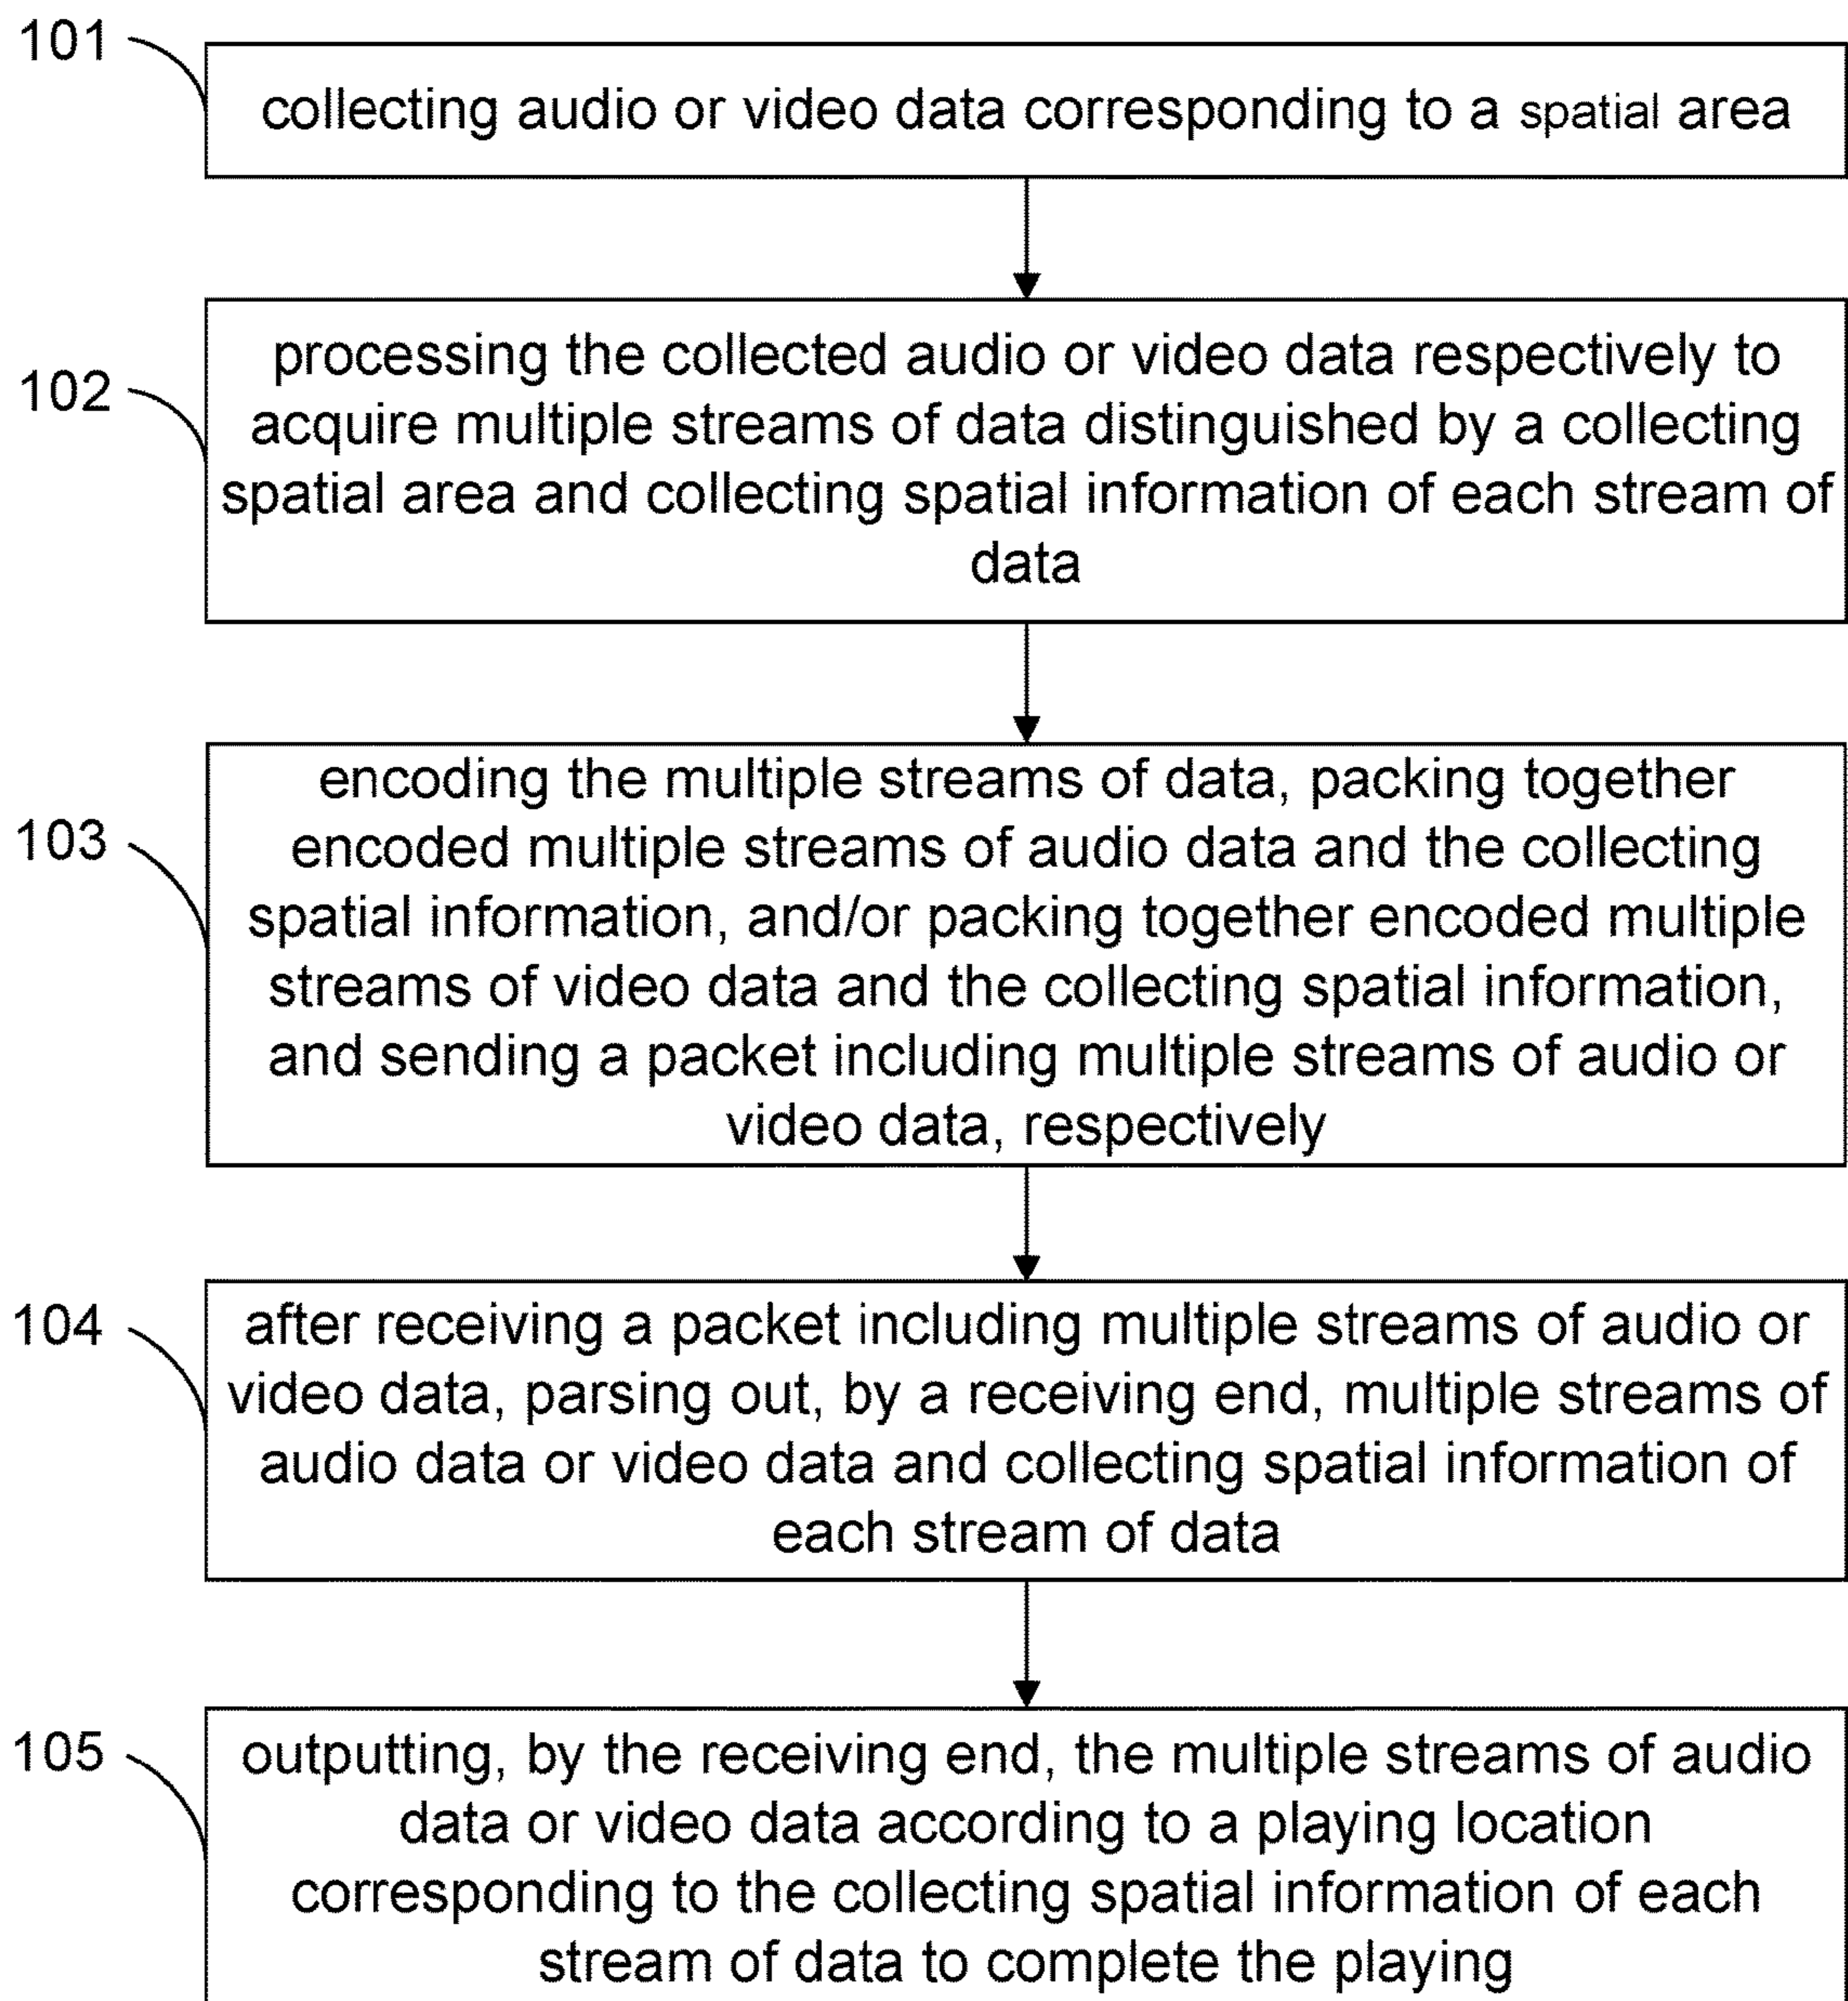 101
collecting audio or video data corresponding to a spatial area
102
processing the collected audio or video data respectively to
acquire multiple streams of data distinguished by a collecting
spatial area and collecting spatial information of each stream of
data
103
encoding the multiple streams of data, packing together
encoded multiple streams of audio data and the collecting
spatial information, and/or packing together encoded multiple
streams of video data and the collecting spatial information,
and sending a packet including multiple streams of audio or
video data, respectively
104
after receiving a packet including multiple streams of audio or
video data, parsing out, by a receiving end, multiple streams of
audio data or video data and collecting spatial information of
each stream of data
105
outputting, by the receiving end, the multiple streams of audio
data or video data according to a playing location
corresponding to the collecting spatial information of each
stream of data to complete the playing